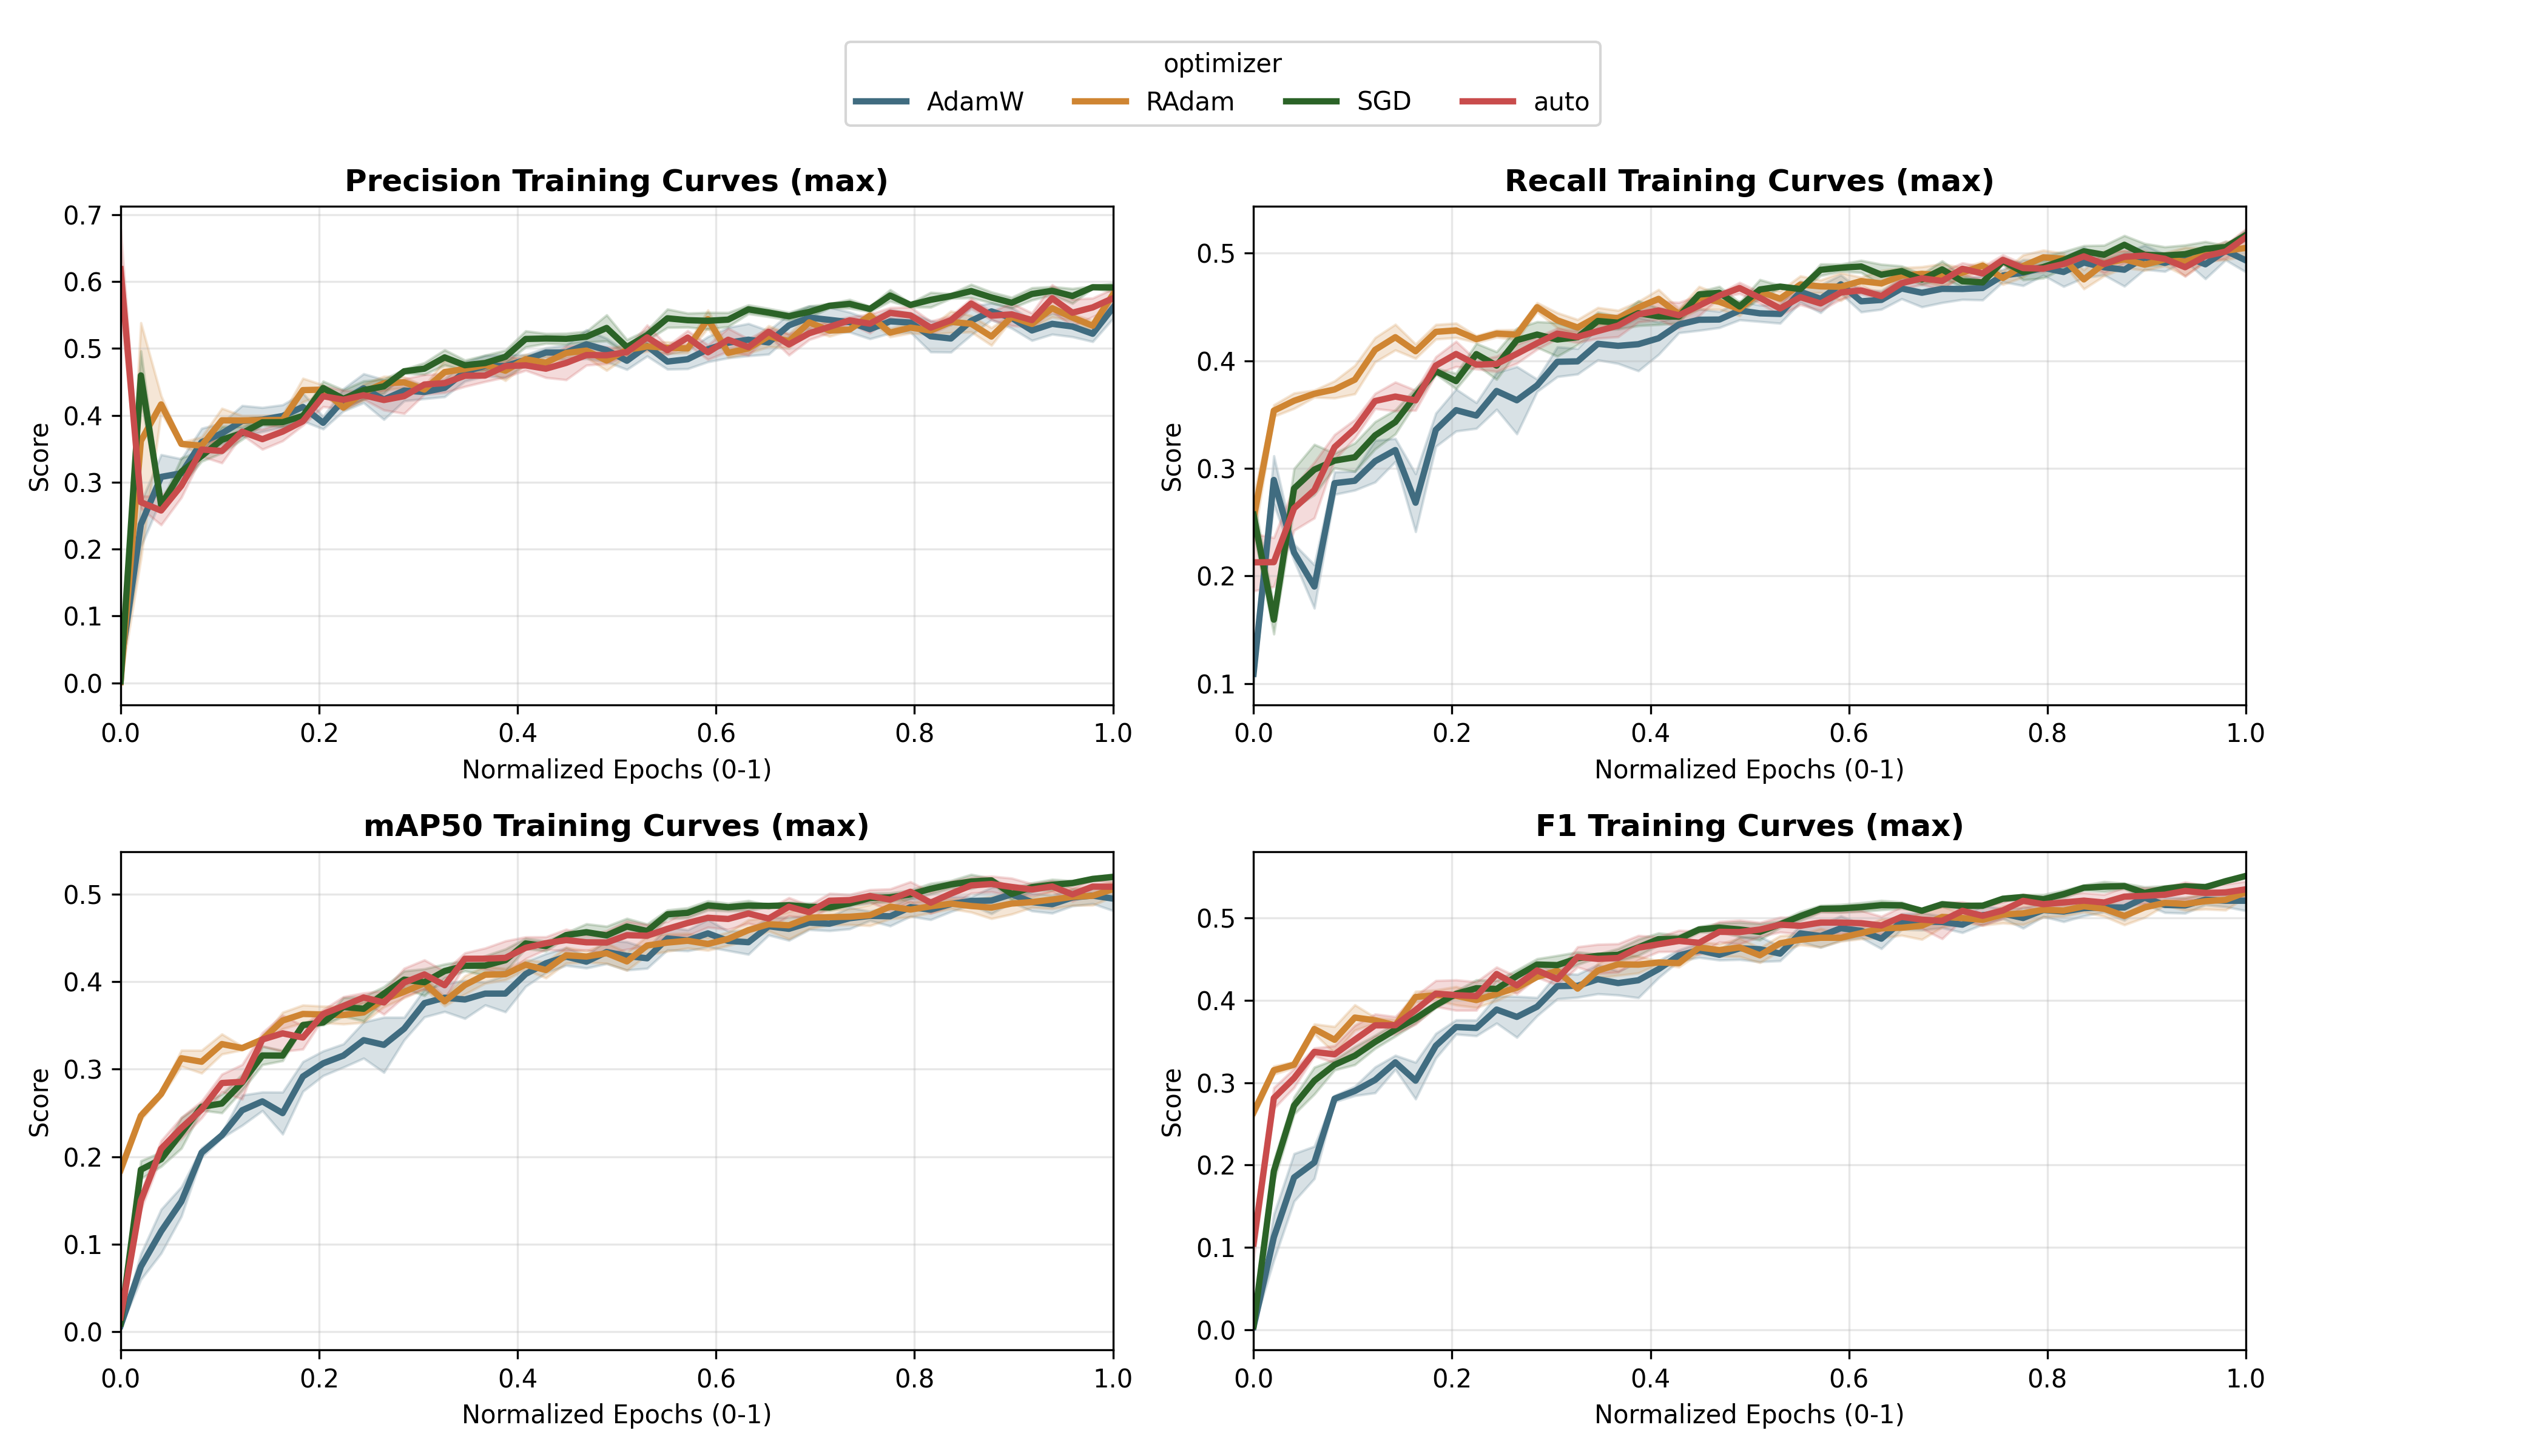 optimizer
AdamW RAdam SGD auto
Precision Training Curves (max)
Score
0.7
0.6
0.5
0.4
0.3
0.2
0.1
0.0
0.0 0.2 0.4 0.6 0.8 1.0
Normalized Epochs (0-1)
Recall Training Curves (max)
Score
0.5
0.4
0.3
0.2
0.1
0.0 0.2 0.4 0.6 0.8 1.0
Normalized Epochs (0-1)
mAP50 Training Curves (max)
Score
0.5
0.4
0.3
0.2
0.1
0.0
0.0 0.2 0.4 0.6 0.8 1.0
Normalized Epochs (0-1)
F1 Training Curves (max)
Score
0.5
0.4
0.3
0.2
0.1
0.0
0.0 0.2 0.4 0.6 0.8 1.0
Normalized Epochs (0-1)